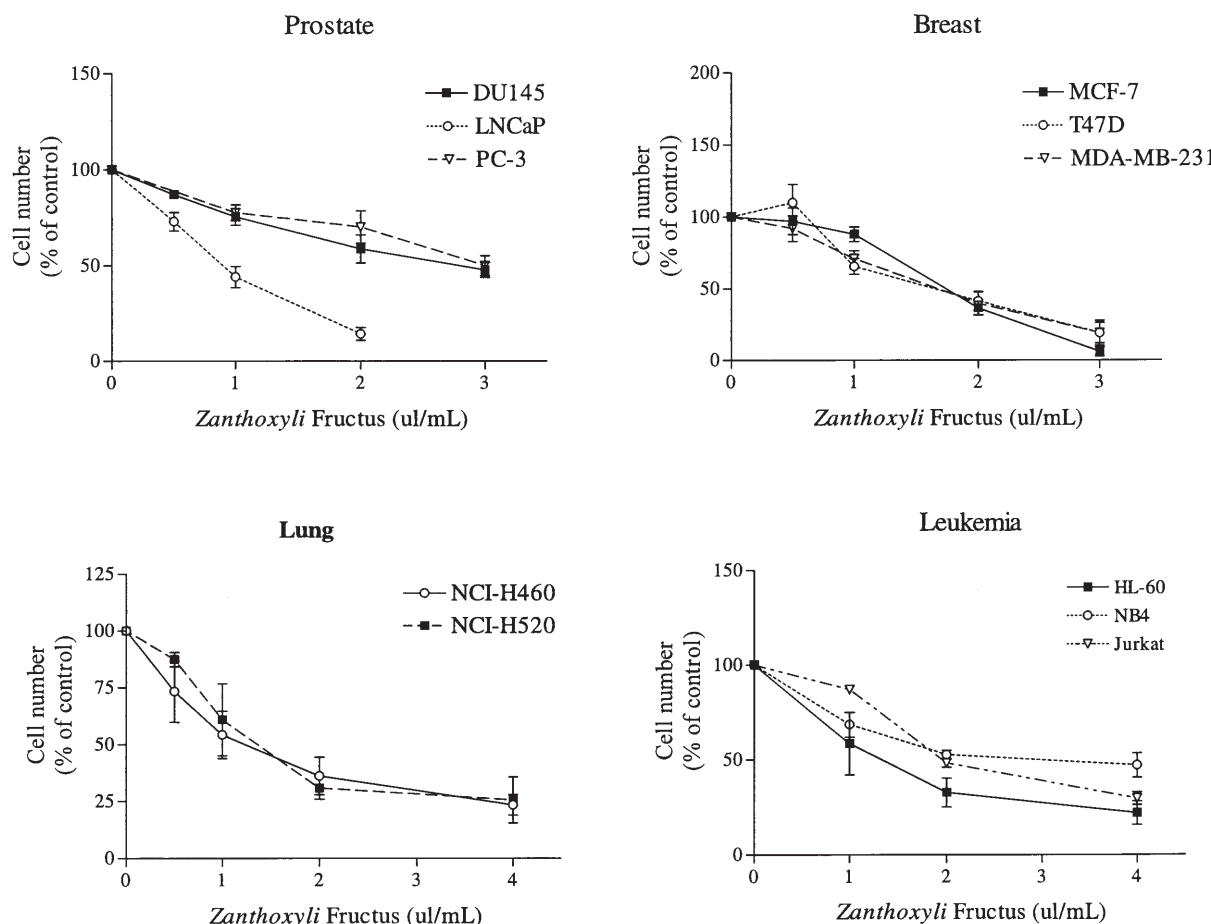 Prostate
150
100
50
0
Cell number
(% of control)
DU145
LNCaP
PC-3
0 1 2 3
Zanthoxyli Fructus (ul/mL)
Breast
200
150
100
50
0
Cell number
(% of control)
MCF-7
T47D
MDA-MB-231
0 1 2 3
Zanthoxyli Fructus (ul/mL)
Lung
125
100
75
50
25
0
Cell number
(% of control)
NCI-H460
NCI-H520
0 1 2 3 4
Zanthoxyli Fructus (ul/mL)
Leukemia
150
100
50
0
Cell number
(% of control)
HL-60
NB4
Jurkat
0 1 2 3 4
Zanthoxyli Fructus (ul/mL)